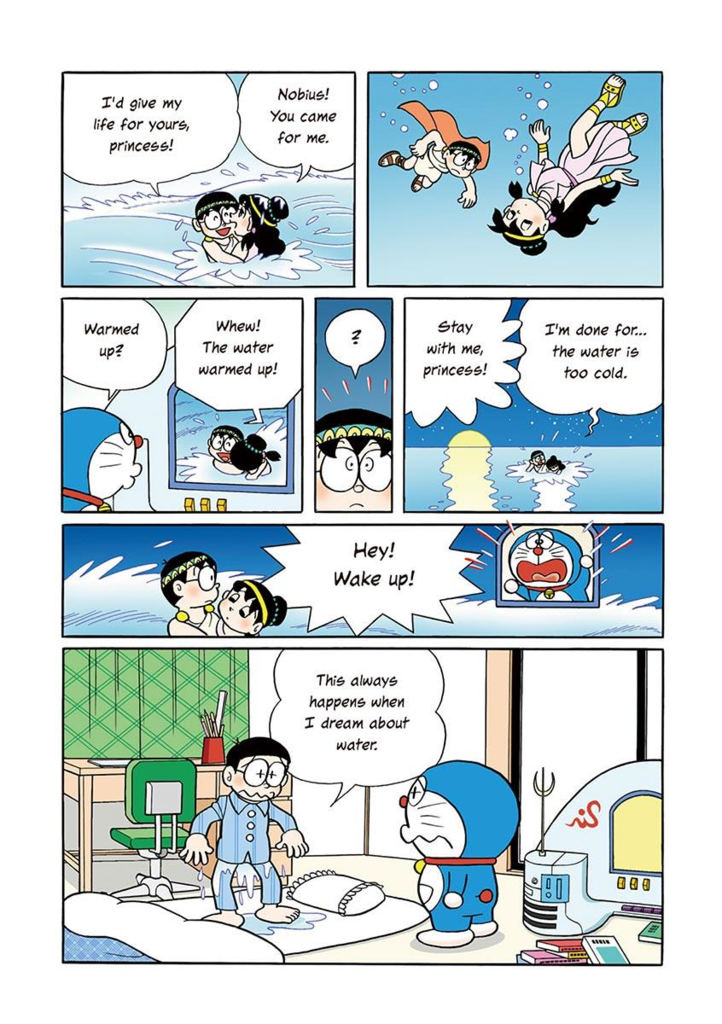 Nobius!
You came
for me.
I'd give my
life for yours,
princess!
I'm done for...
the water is
too cold.
Stay
with me,
princess!
?
Whew!
The water
warmed up!
Warmed
up?
Hey!
Wake up!
This always
happens when
I dream about
water.